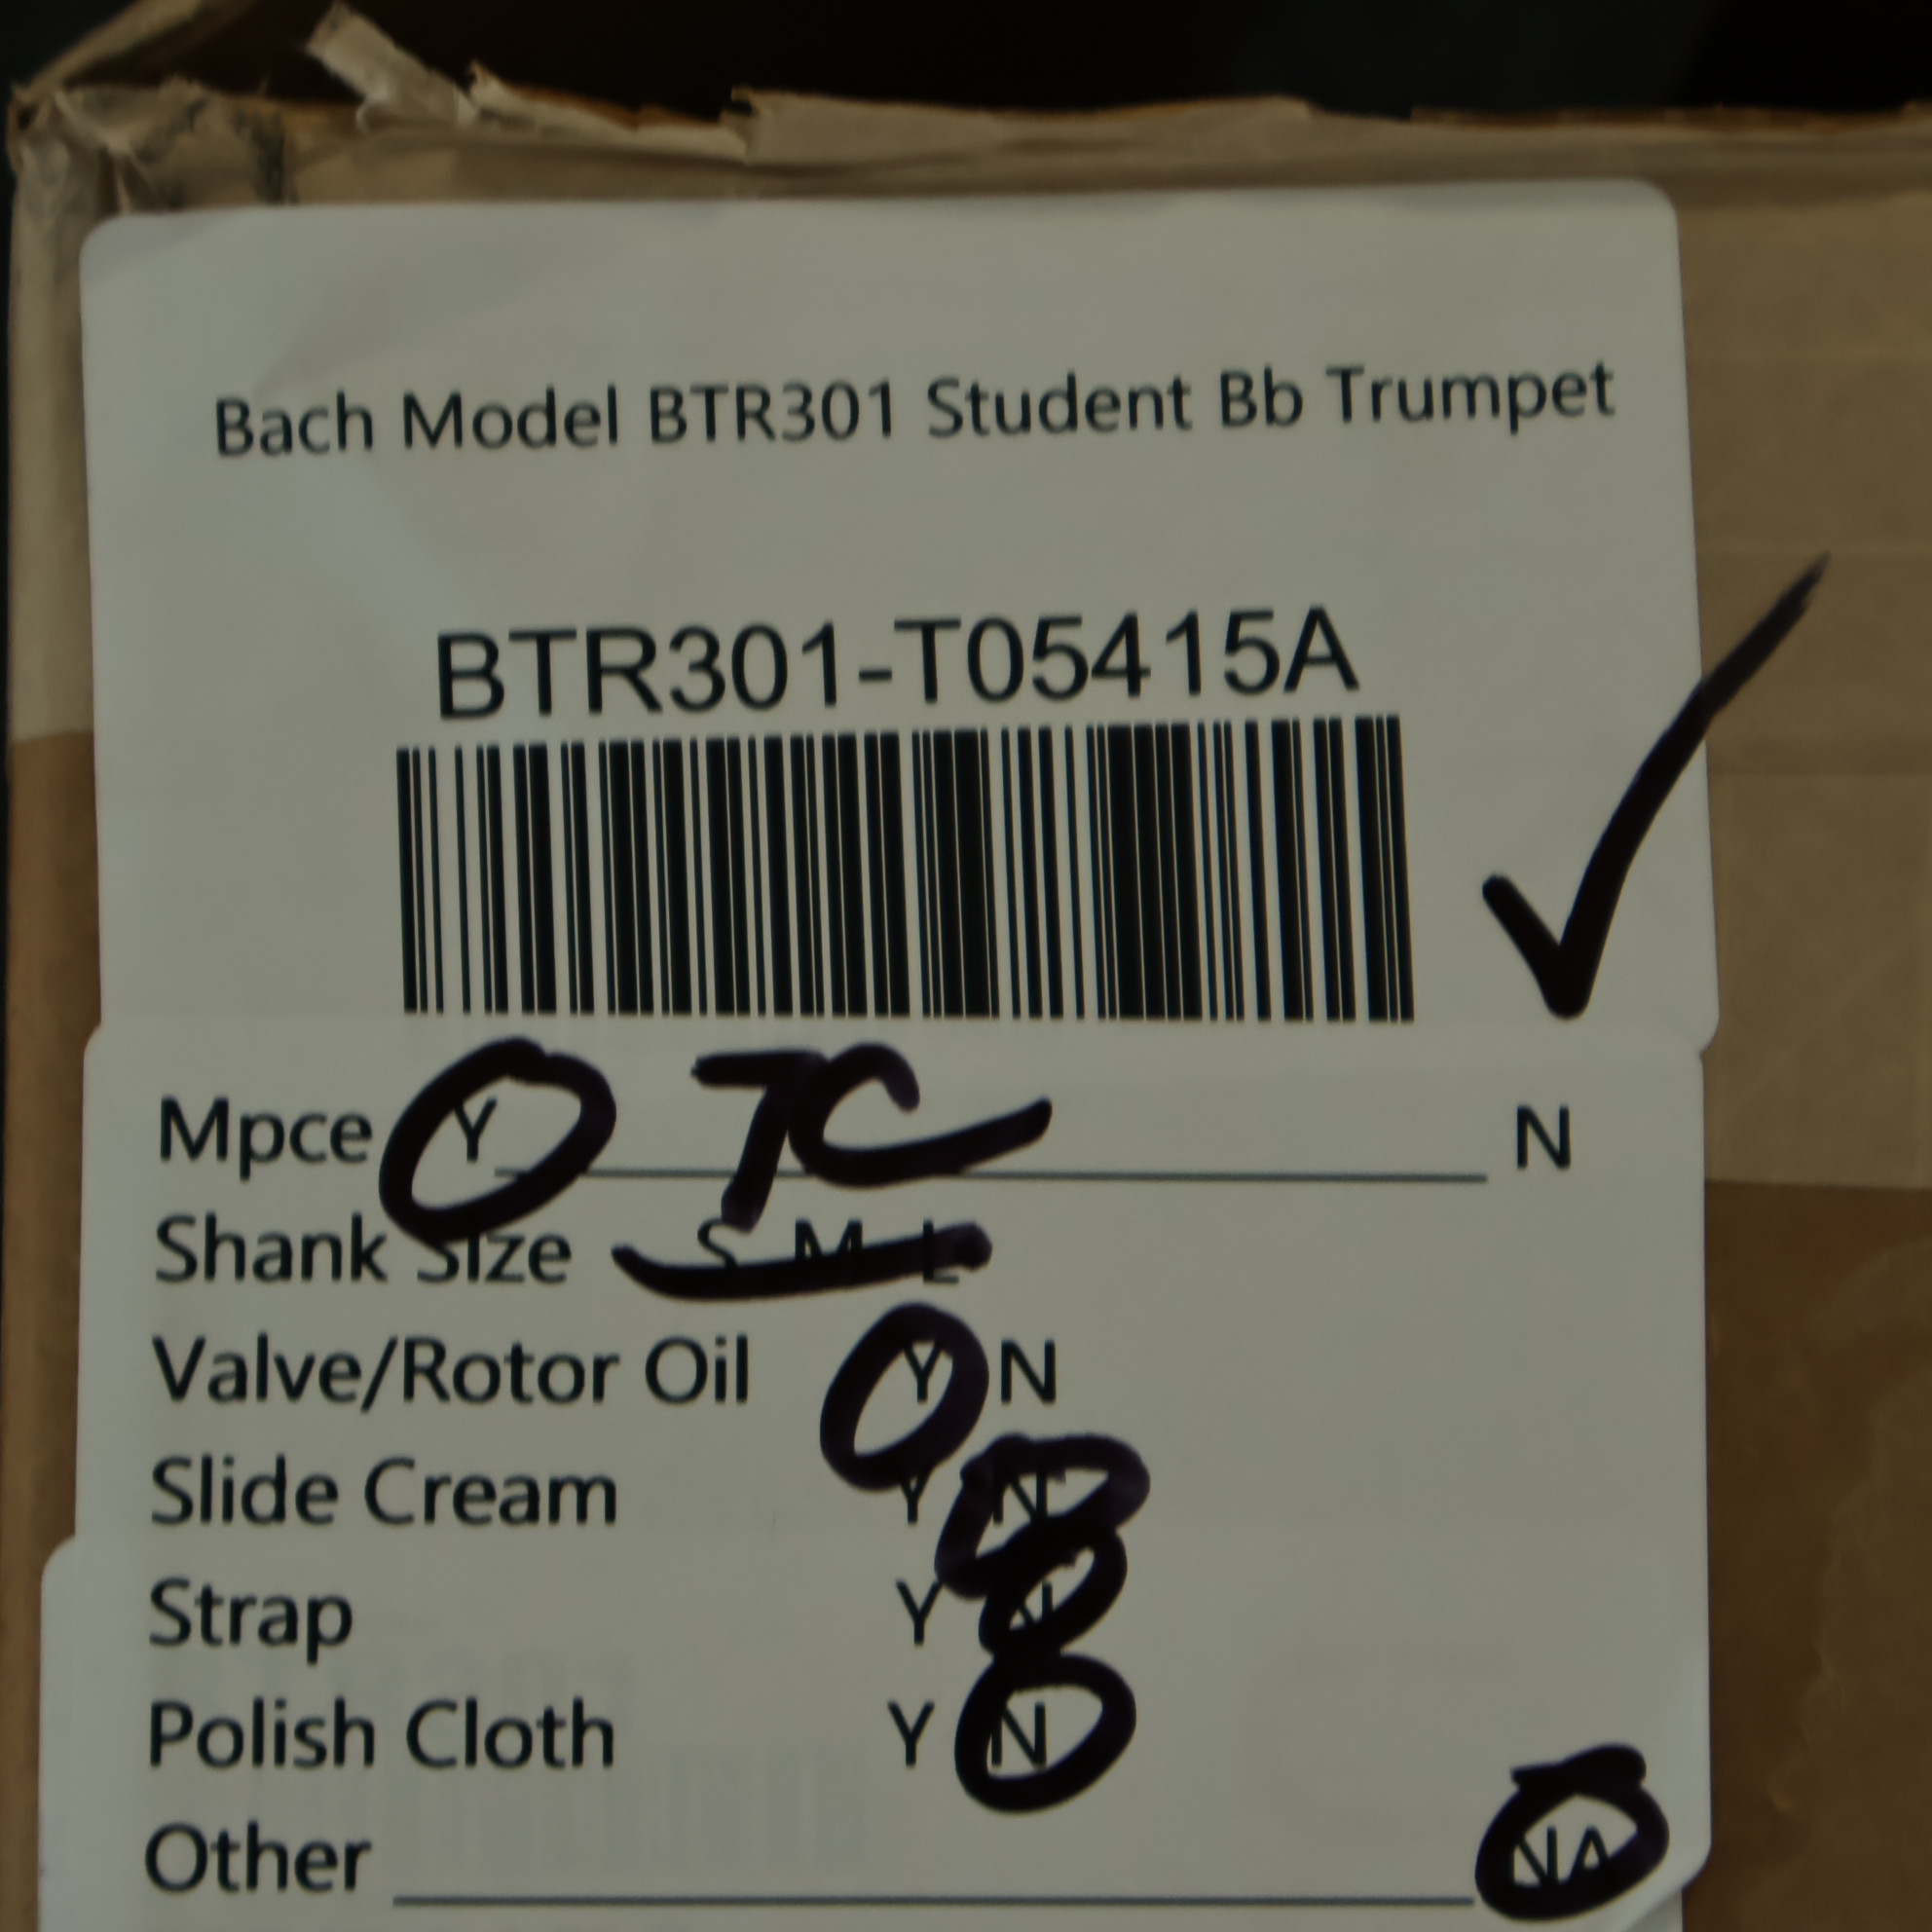 Bach Model BTR301 Student Bb Trumpet
BTR301-T05415A
Mpce Y 7C N
Shank Size S M L
Valve/Rotor Oil Y N
Slide Cream Y N
Strap Y N
Polish Cloth Y N
Other NA